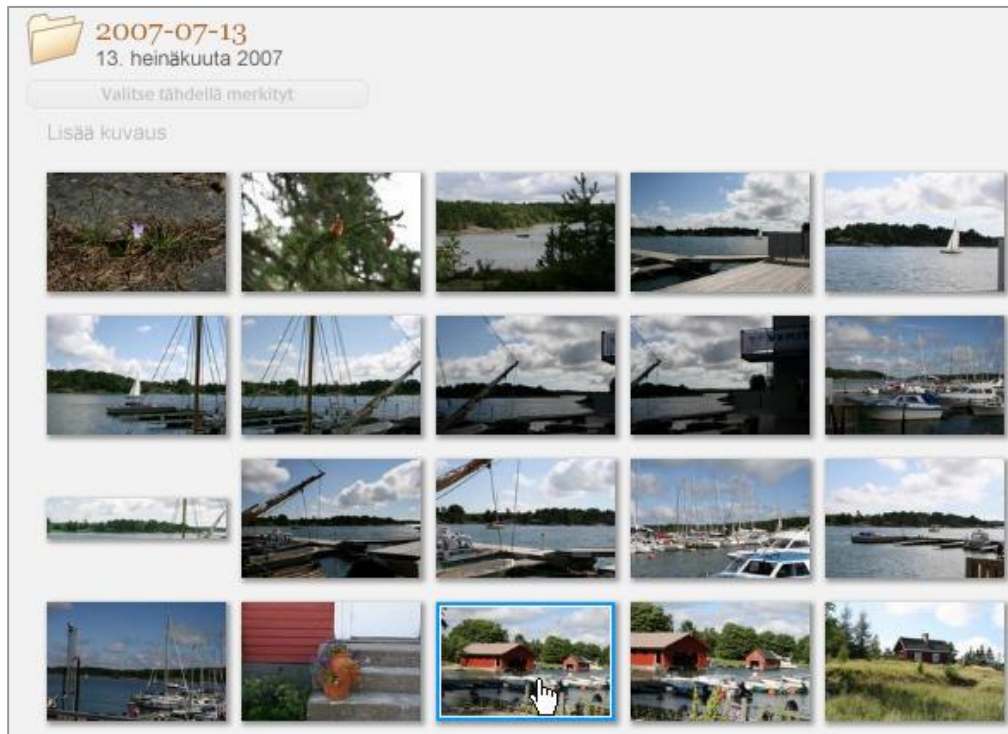 2007-07-13
13. heinäkuuta 2007
Valitse tähdellä merkityt
Lisää kuvaus